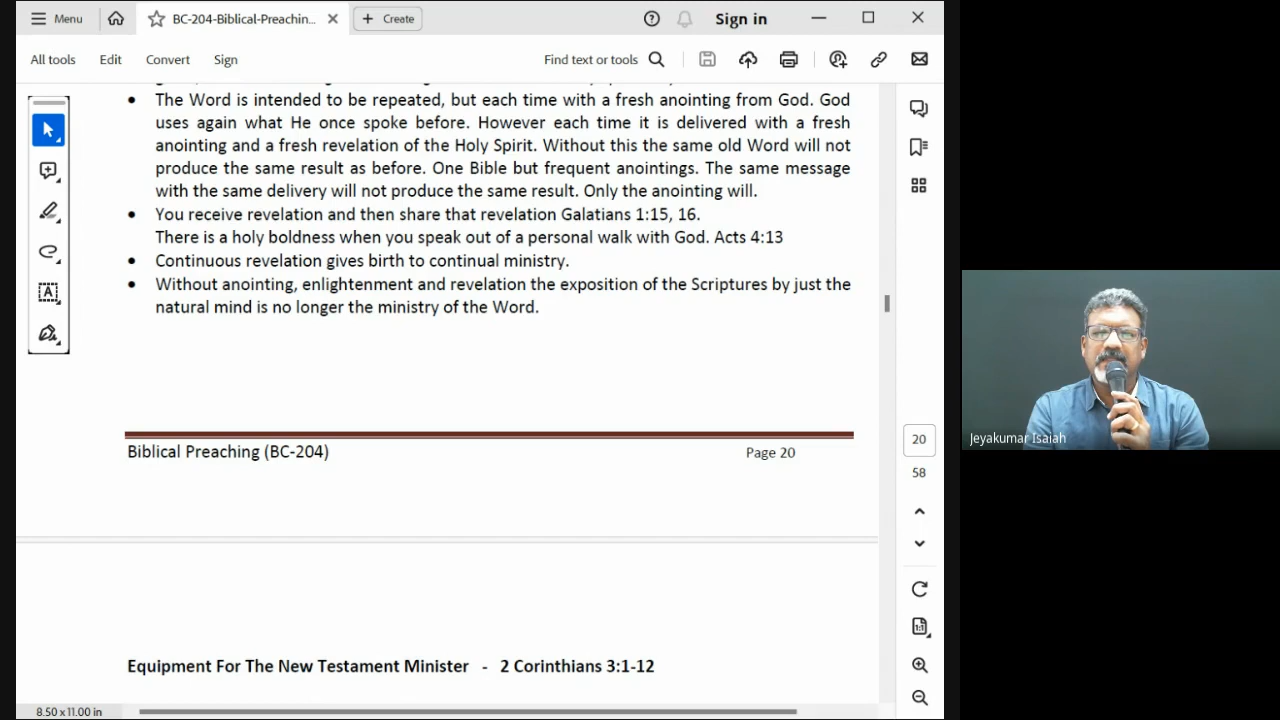 Menu
BC-204-Biblical-Preachin...
Create
Sign in
All tools
Edit
Convert
Sign
Find text or tools
The Word is intended to be repeated, but each time with a fresh anointing from God. God
uses again what He once spoke before. However each time it is delivered with a fresh
anointing and a fresh revelation of the Holy Spirit. Without this the same old Word will not
produce the same result as before. One Bible but frequent anointings. The same message
with the same delivery will not produce the same result. Only the anointing will.
You receive revelation and then share that revelation Galatians 1:15, 16.
There is a holy boldness when you speak out of a personal walk with God. Acts 4:13
Continuous revelation gives birth to continual ministry.
Without anointing, enlightenment and revelation the exposition of the Scriptures by just the
natural mind is no longer the ministry of the Word.
Biblical Preaching (BC-204)
Page 20
20
58
Equipment For The New Testament Minister - 2 Corinthians 3:1-12
8.50 x 11.00 in
Jeyakumar Isaiah